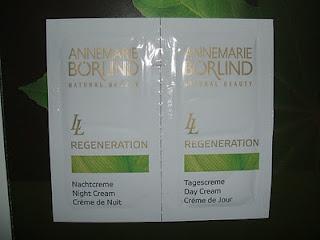 ANNEMARIE
BÖRLIND
NATURAL BEAUTY
LL
REGENERATION
Nachtcreme
Night Cream
Crème de Nuit
ANNEMARIE
BÖRLIND
NATURAL BEAUTY
LL
REGENERATION
Tagescreme
Day Cream
Crème de Jour